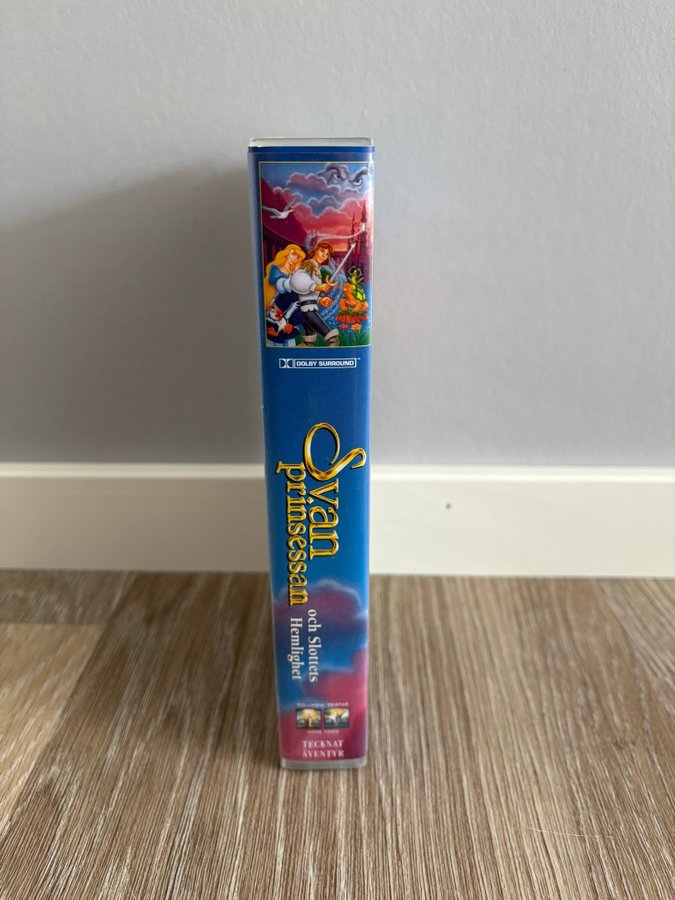 DOLBY SURROUND
Svan
prinsessan
och Slottets
Hemlighet
COLUMBIA TRISTAR
HOME VIDEO
TECKNAT
ÄVENTYR